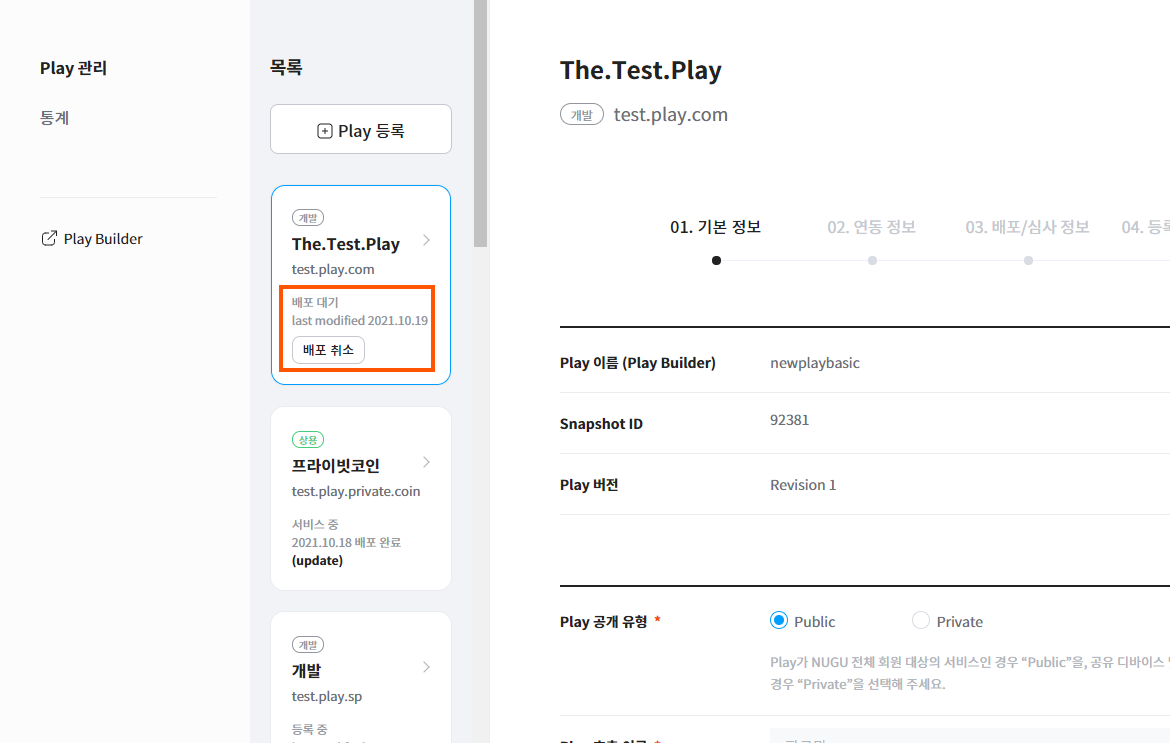 Play 관리
통계
Play Builder
목록
Play 등록
개발
The.Test.Play
test.play.com
배포 대기
last modified 2021.10.19
배포 취소
상용
프라이빗코인
test.play.private.coin
서비스 중
2021.10.18 배포 완료
(update)
개발
개발
test.play.sp
등록 중
The.Test.Play
개발 test.play.com
01. 기본 정보 02. 연동 정보 03. 배포/심사 정보 04. 등록
Play 이름 (Play Builder) newplaybasic
Snapshot ID 92381
Play 버전 Revision 1
Play 공개 유형 * Public Private
Play가 NUGU 전체 회원 대상의 서비스인 경우 “Public”을, 공유 디바이스
경우 “Private”을 선택해 주세요.